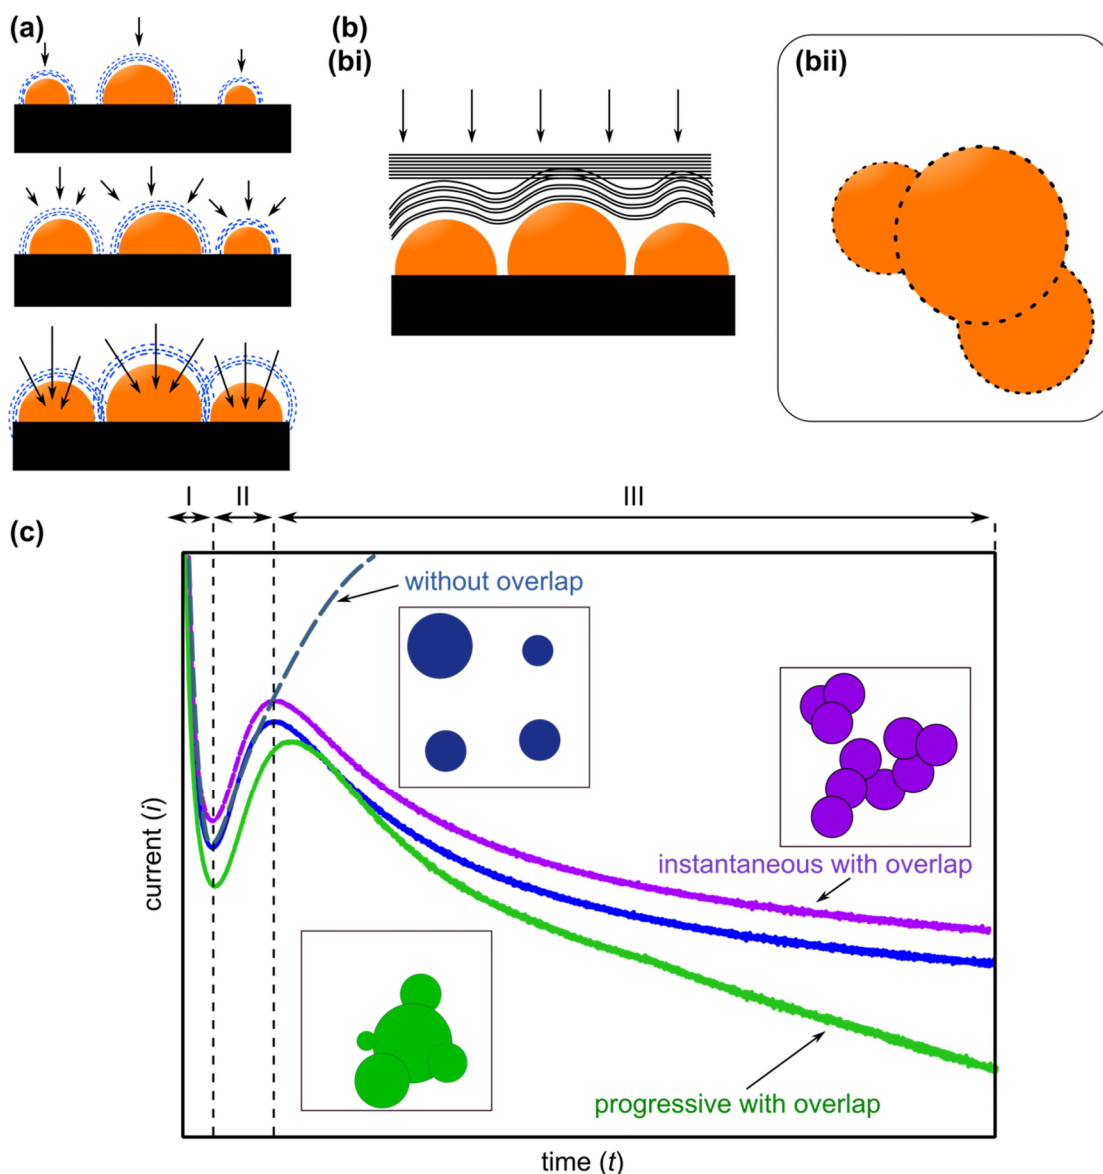 (a)
(b)
(bi)
(bii)
I II III
(c)
without overlap
instantaneous with overlap
progressive with overlap
current (i)
time (t)